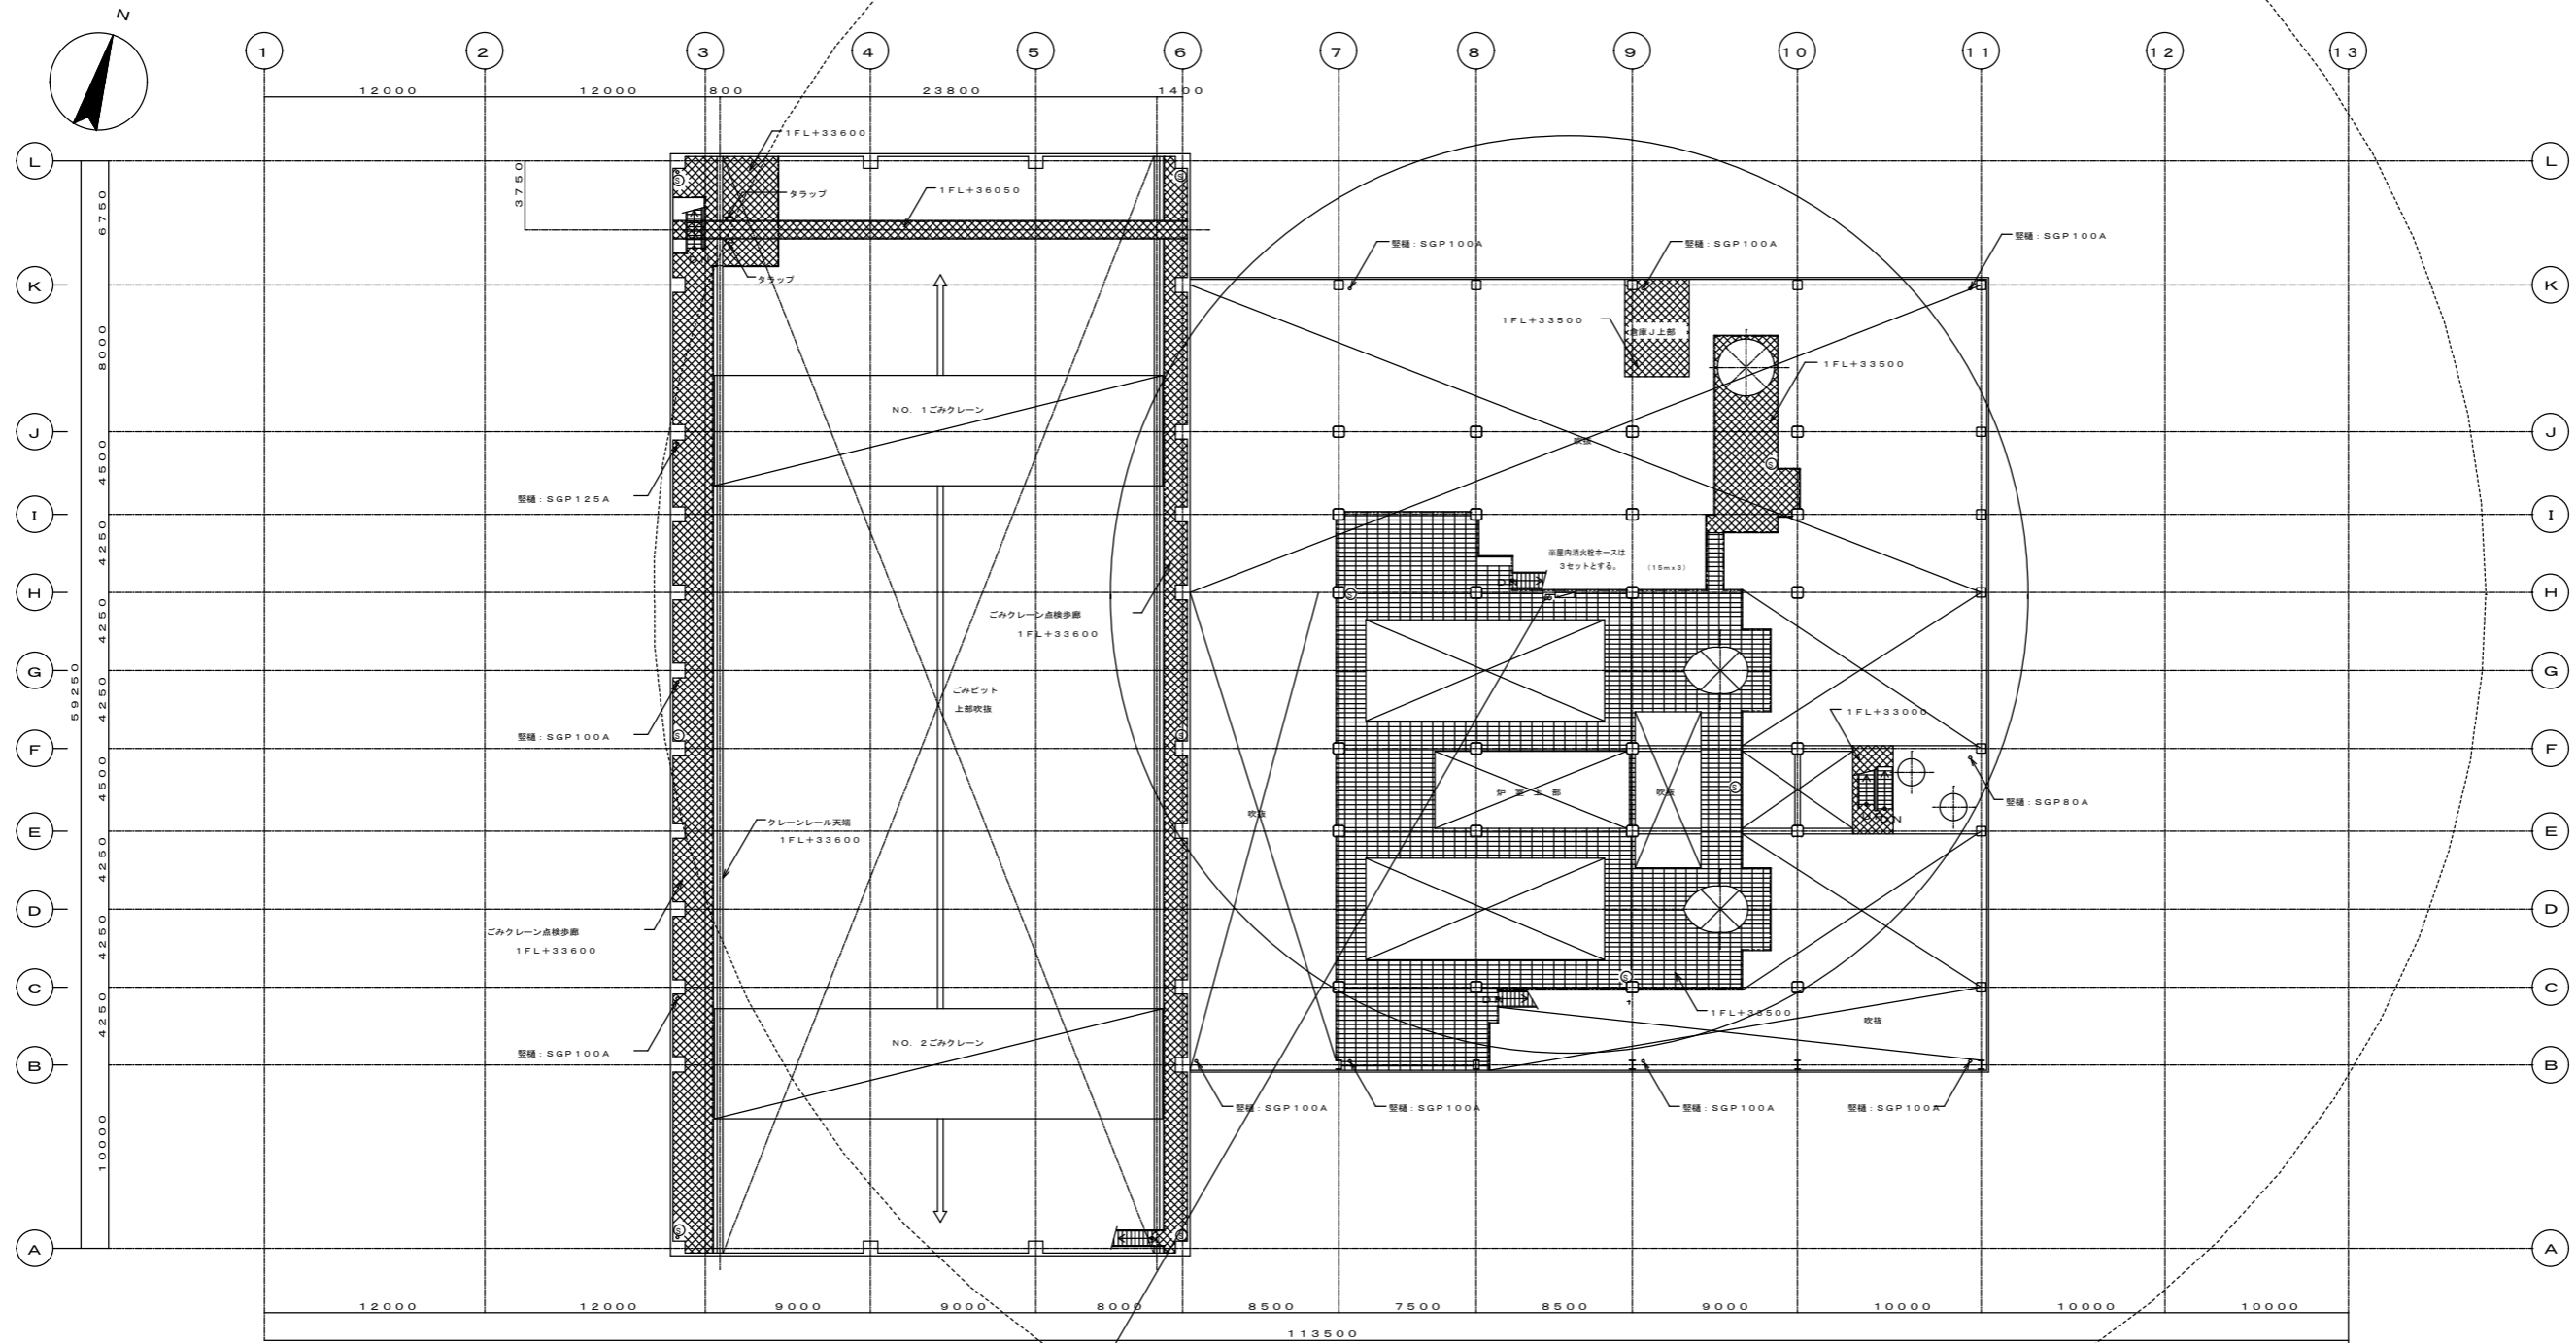 N
1 2 3 4 5 6 7 8 9 10 11 12 13
12000 12000 800 23800 1400
L L
K K
J J
I I
H H
G G
F F
E E
D D
C C
B B
A A
3750
6750
8000
4500
4250
4250
4250
4500
4250
4250
4250
10000
59250
1FL+33600
タラップ
1FL+36050
タラップ
NO. 1ごみクレーン
竪樋:SGP125A
ごみクレーン点検歩廊
1FL+33600
ごみピット
上部吹抜
竪樋:SGP100A
クレーンレール天端
1FL+33600
ごみクレーン点検歩廊
1FL+33600
竪樋:SGP100A
NO. 2ごみクレーン
竪樋:SGP100A
竪樋:SGP100A
竪樋:SGP100A
1FL+33500
倉庫J上部
1FL+33500
吹抜
※屋内消火栓ホースは
3セットとする。 (15m×3)
1FL+33000
炉室上部
吹抜
吹抜
竪樋:SGP80A
1FL+33500
吹抜
竪樋:SGP100A
竪樋:SGP100A
竪樋:SGP100A
竪樋:SGP100A
12000 12000 9000 9000 8000 8500 7500 8500 9000 10000 10000 10000
113500